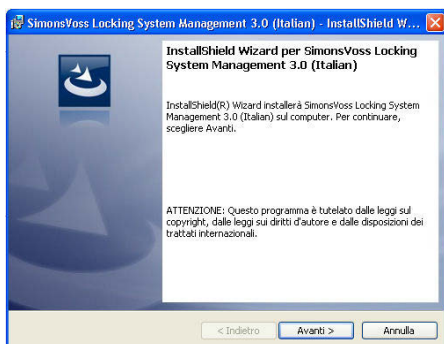 SimonsVoss Locking System Management 3.0 (Italian) - InstallShield W...
InstallShield Wizard per SimonsVoss Locking
System Management 3.0 (Italian)
InstallShield(R) Wizard installerà SimonsVoss Locking System
Management 3.0 (Italian) sul computer. Per continuare,
scegliere Avanti.
ATTENZIONE: Questo programma è tutelato dalle leggi sul
copyright, dalle leggi sui diritti d'autore e dalle disposizioni dei
trattati internazionali.
< Indietro Avanti > Annulla